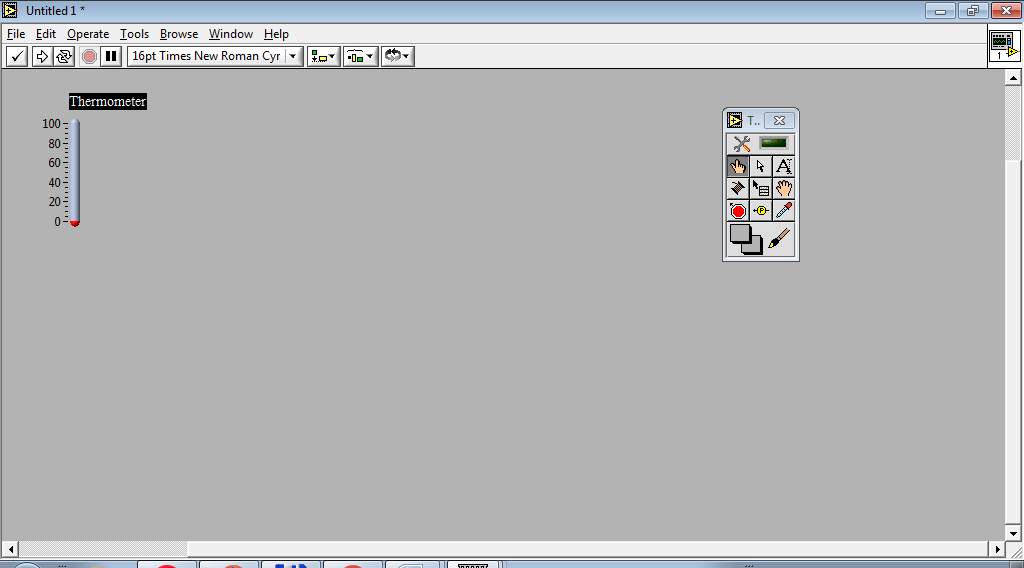 Untitled 1 *
File Edit Operate Tools Browse Window Help
16pt Times New Roman Cyr
1
Thermometer
100
80
60
40
20
0
T..
A
P